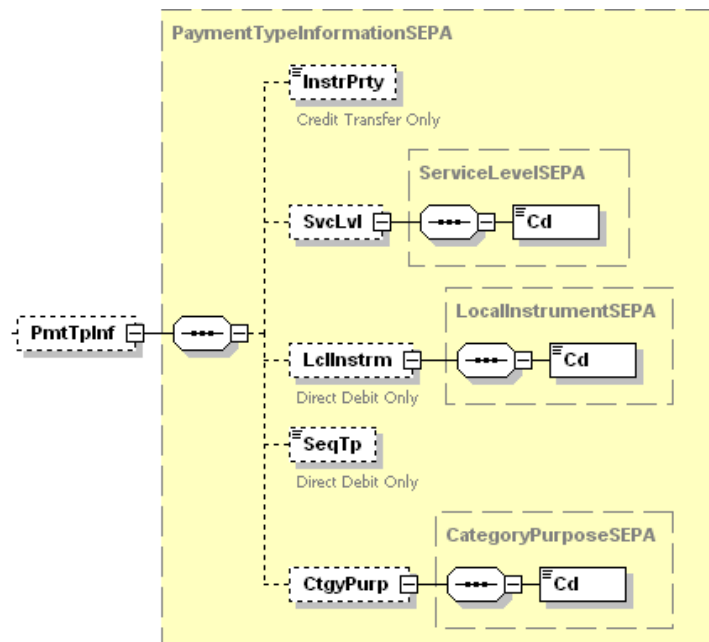 PaymentTypeInformationSEPA
InstrPrty
Credit Transfer Only
ServiceLevelSEPA
SvcLvl
Cd
LocalInstrumentSEPA
PmtTpInf
LclInstrm
Cd
Direct Debit Only
SeqTp
Direct Debit Only
CategoryPurposeSEPA
CtgyPurp
Cd